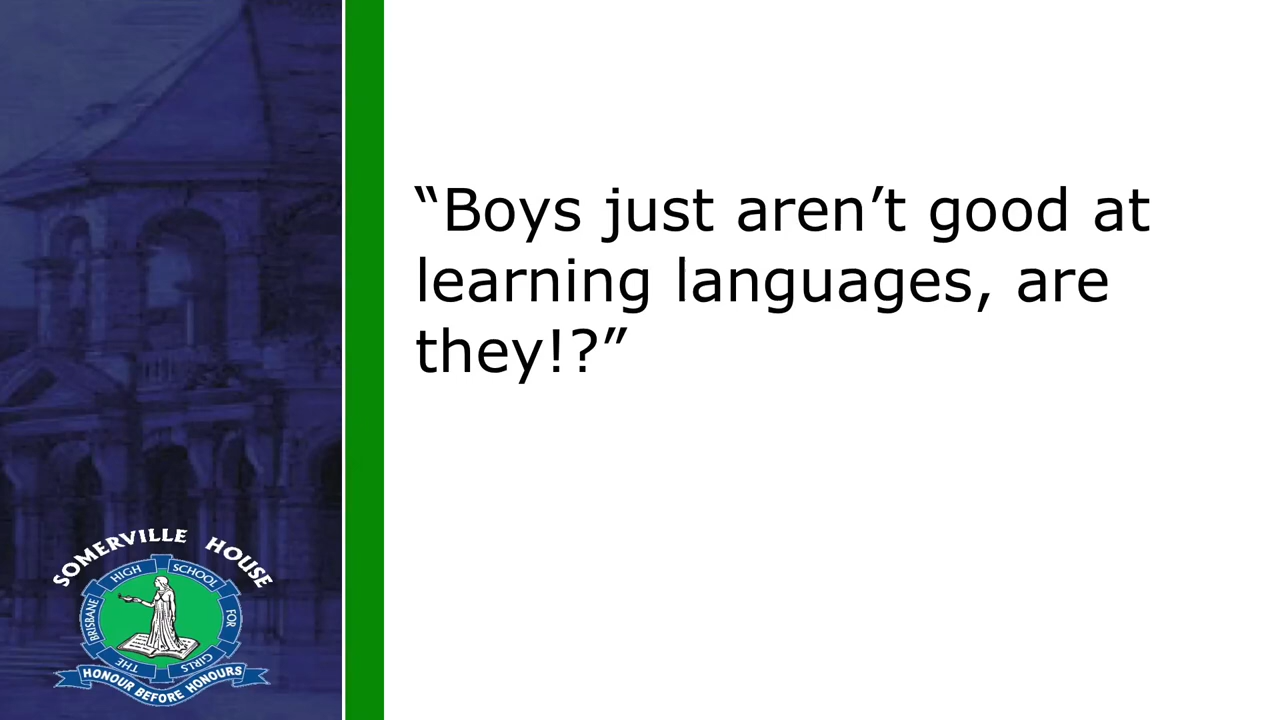 “Boys just aren’t good at
learning languages, are
they!?”
SOMERVILLE HOUSE
THE BRISBANE HIGH SCHOOL FOR GIRLS
HONOUR BEFORE HONOURS